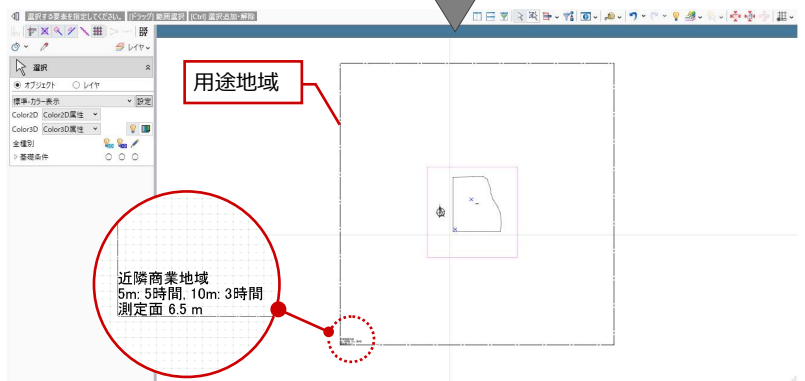 選択する要素を指定してください。 [ドラッグ] 範囲選択 [Ctrl] 選択追加・解除
レイヤ
選択
オブジェクト レイヤ
標準-カラー表示 設定
Color2D Color2D属性
Color3D Color3D属性
全種別
基礎条件
用途地域
近隣商業地域
5m: 5時間, 10m: 3時間
測定面 6.5 m